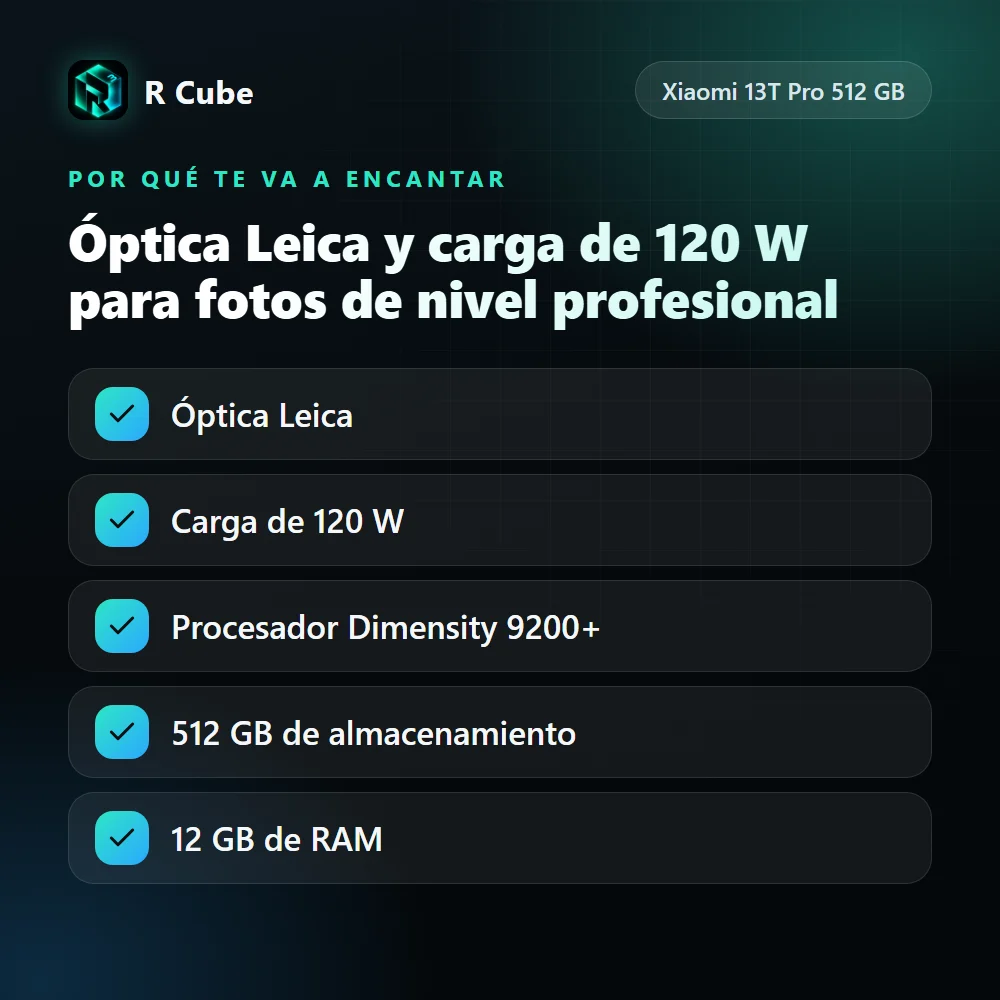 R Cube
Xiaomi 13T Pro 512 GB
POR QUÉ TE VA A ENCANTAR
Óptica Leica y carga de 120 W
para fotos de nivel profesional
Óptica Leica
Carga de 120 W
Procesador Dimensity 9200+
512 GB de almacenamiento
12 GB de RAM